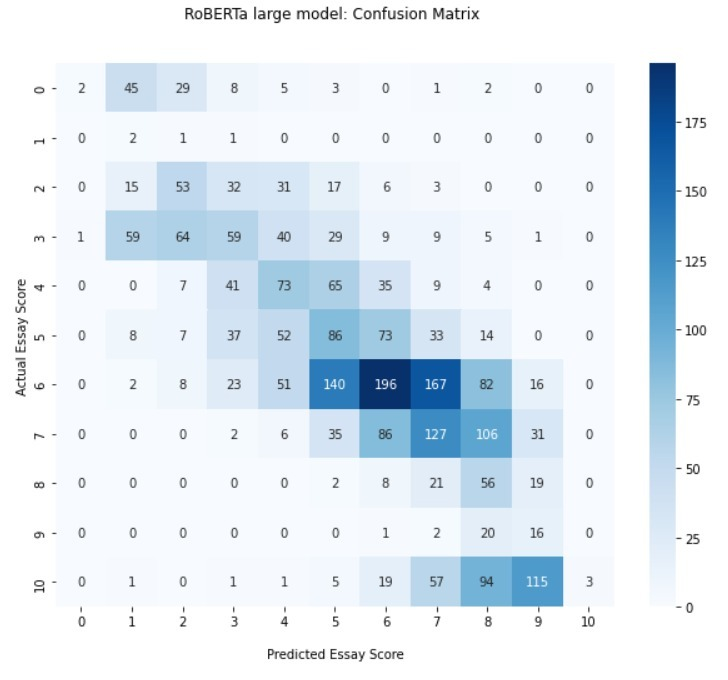 RoBERTa large model: Confusion Matrix
0 2 45 29 8 5 3 0 1 2 0 0
1 0 2 1 1 0 0 0 0 0 0 0
2 0 15 53 32 31 17 6 3 0 0 0
3 1 59 64 59 40 29 9 9 5 1 0
4 0 0 7 41 73 65 35 9 4 0 0
5 0 8 7 37 52 86 73 33 14 0 0
6 0 2 8 23 51 140 196 167 82 16 0
7 0 0 0 2 6 35 86 127 106 31 0
8 0 0 0 0 0 2 8 21 56 19 0
9 0 0 0 0 0 0 1 2 20 16 0
10 0 1 0 1 1 5 19 57 94 115 3
0 1 2 3 4 5 6 7 8 9 10
Actual Essay Score
Predicted Essay Score
175
150
125
100
75
50
25
0